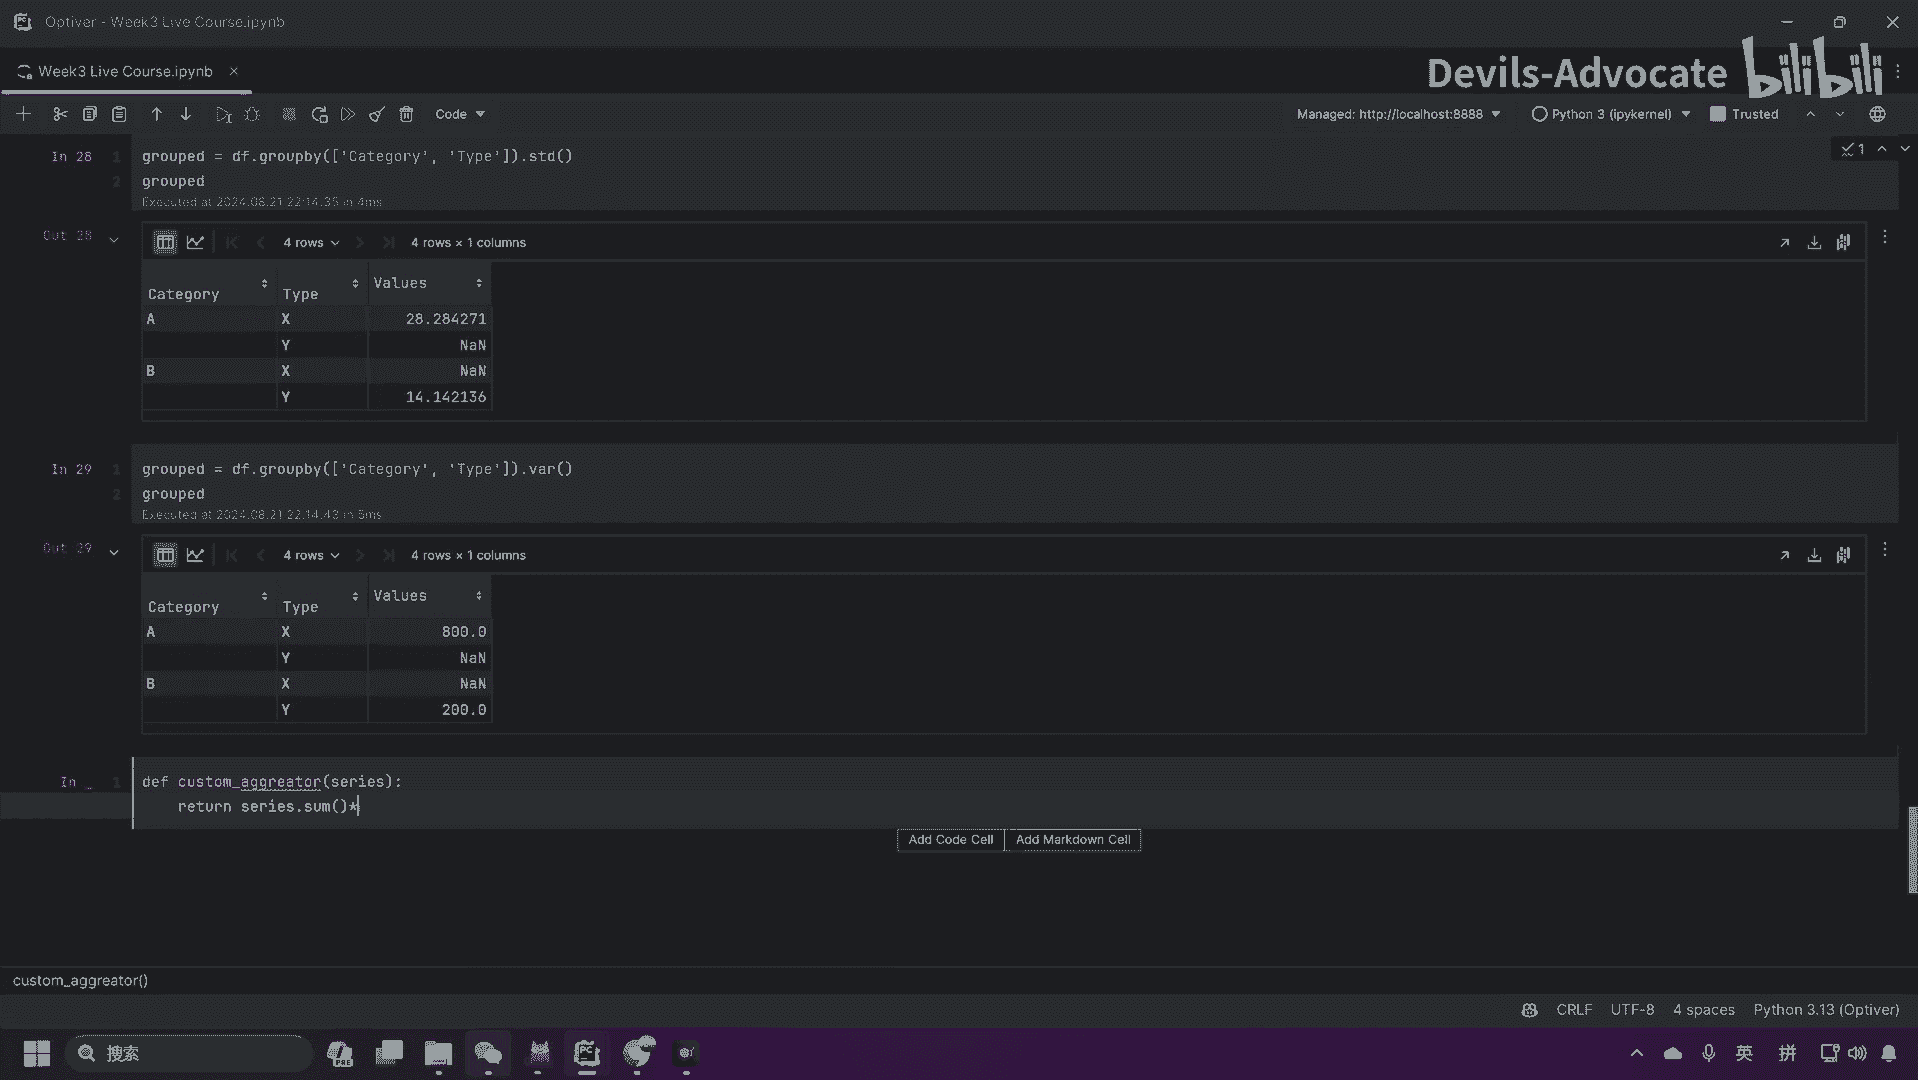 Optiver - Week3 Live Course.ipynb
Week3 Live Course.ipynb
Devils-Advocate bilibili
Code
Managed: http://localhost:8888
Python 3 (ipykernel)
Trusted
In 28
1 grouped = df.groupby(['Category', 'Type']).std()
2 grouped
Executed at 2024.08.21 22:14:35 in 4ms
1
Out 28
4 rows
4 rows × 1 columns
Category Type Values
A X 28.284271
Y NaN
B X NaN
Y 14.142136
In 29
1 grouped = df.groupby(['Category', 'Type']).var()
2 grouped
Executed at 2024.08.21 22:14:43 in 5ms
Out 29
4 rows
4 rows × 1 columns
Category Type Values
A X 800.0
Y NaN
B X NaN
Y 200.0
In _
1 def custom_aggreator(series):
return series.sum()*
Add Code Cell
Add Markdown Cell
custom_aggreator()
CRLF UTF-8 4 spaces Python 3.13 (Optiver)
搜索
PRE
PC
英
拼